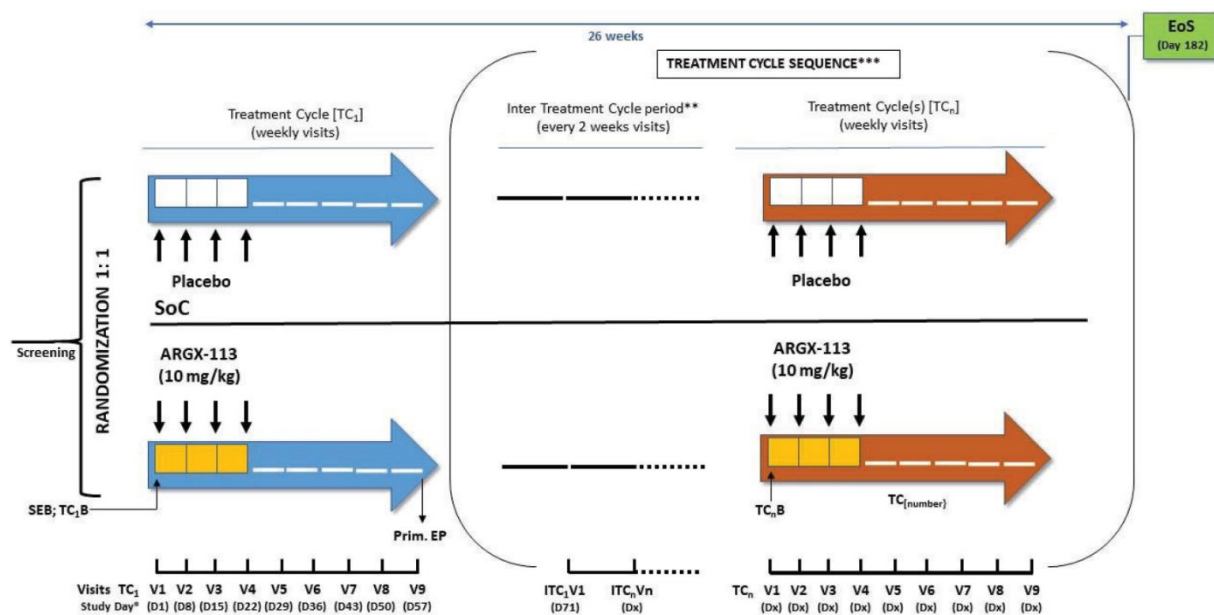 26 weeks
EoS
(Day 182)
TREATMENT CYCLE SEQUENCE***
Treatment Cycle [TC₁]
(weekly visits)
Inter Treatment Cycle period**
(every 2 weeks visits)
Treatment Cycle(s) [TCₙ]
(weekly visits)
Screening
RANDOMIZATION 1: 1
Placebo
Placebo
SoC
ARGX-113
(10 mg/kg)
ARGX-113
(10 mg/kg)
SEB; TC₁B
Prim. EP
TCₙB
TC[number}
Visits TC₁ V1 V2 V3 V4 V5 V6 V7 V8 V9
Study Day* (D1) (D8) (D15) (D22) (D29) (D36) (D43) (D50) (D57)
ITC₁V1 ITCₙVn
(D71) (Dx)
TCₙ V1 V2 V3 V4 V5 V6 V7 V8 V9
(Dx) (Dx) (Dx) (Dx) (Dx) (Dx) (Dx) (Dx) (Dx)